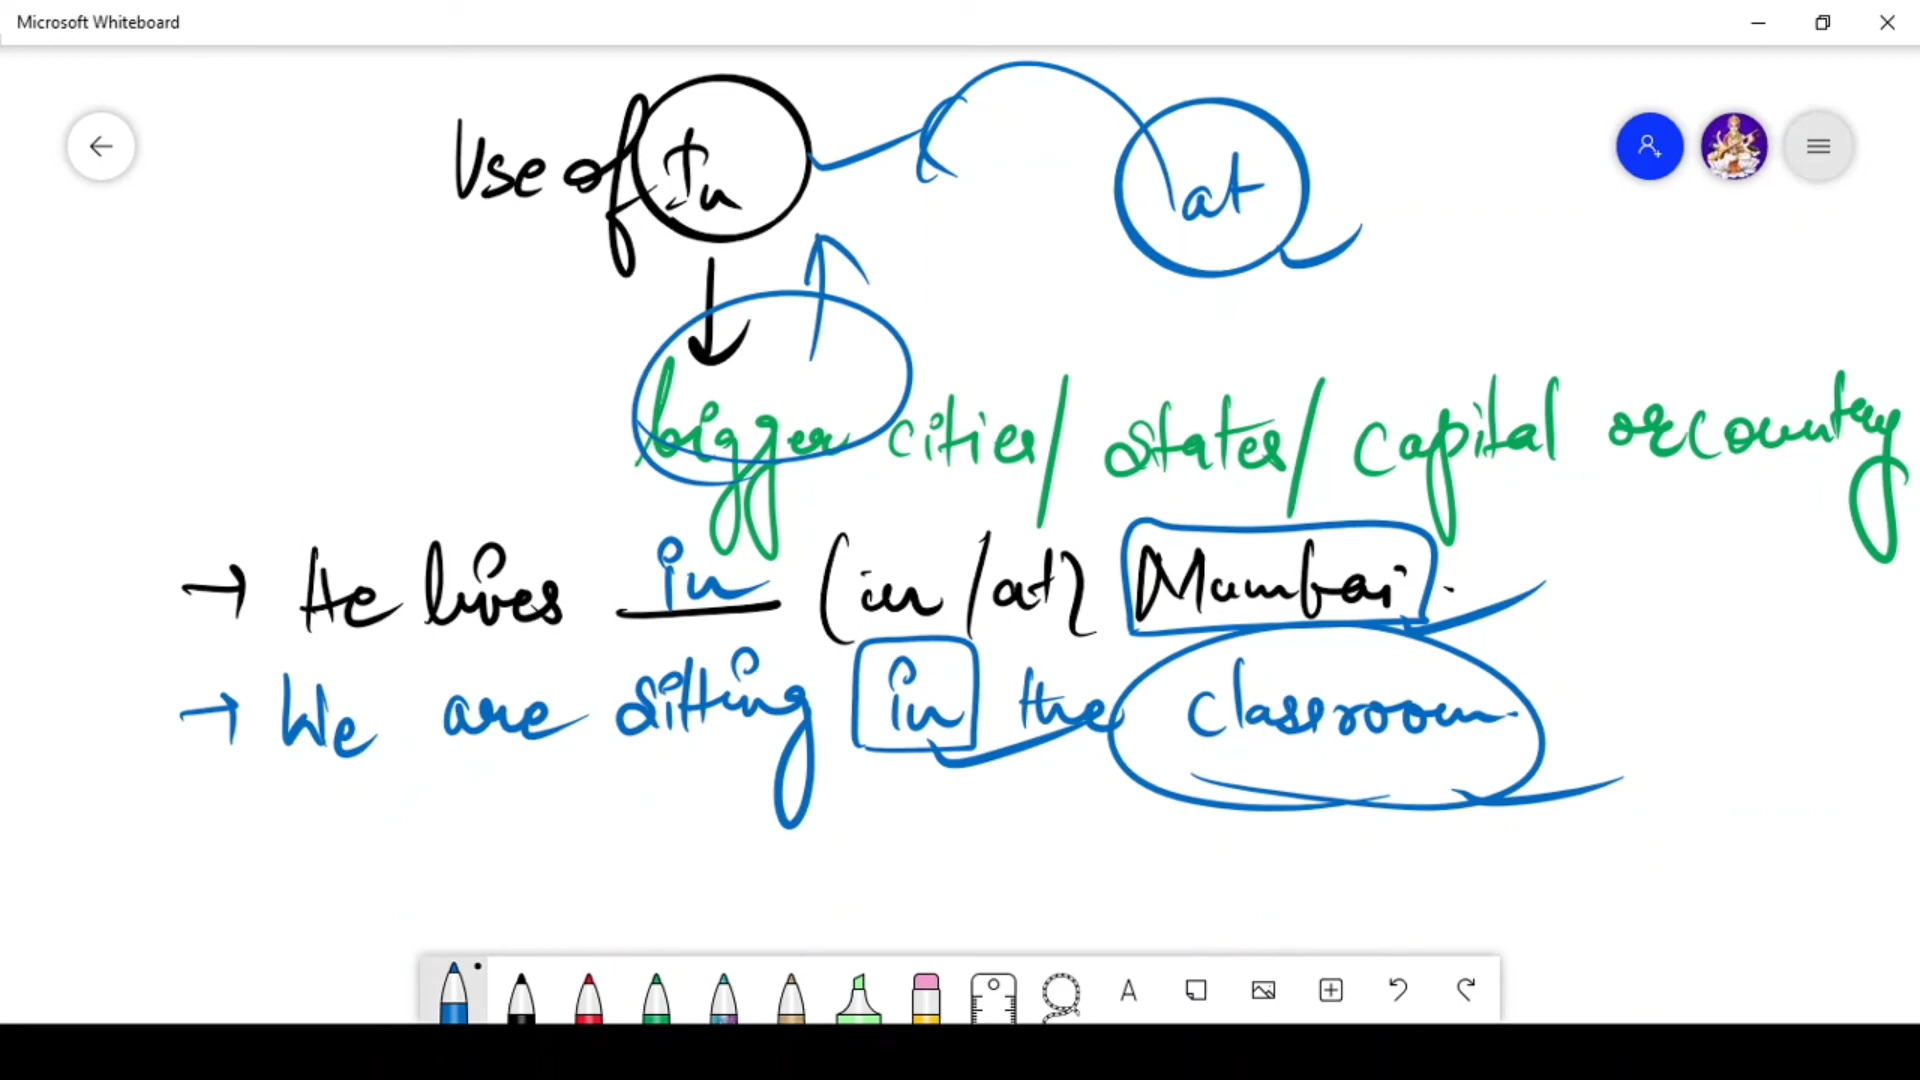 Microsoft Whiteboard
Use of In at
bigger cities/ states/ capital or country
→ He lives in (in/at) Mumbai.
→ We are sitting in the classroom.